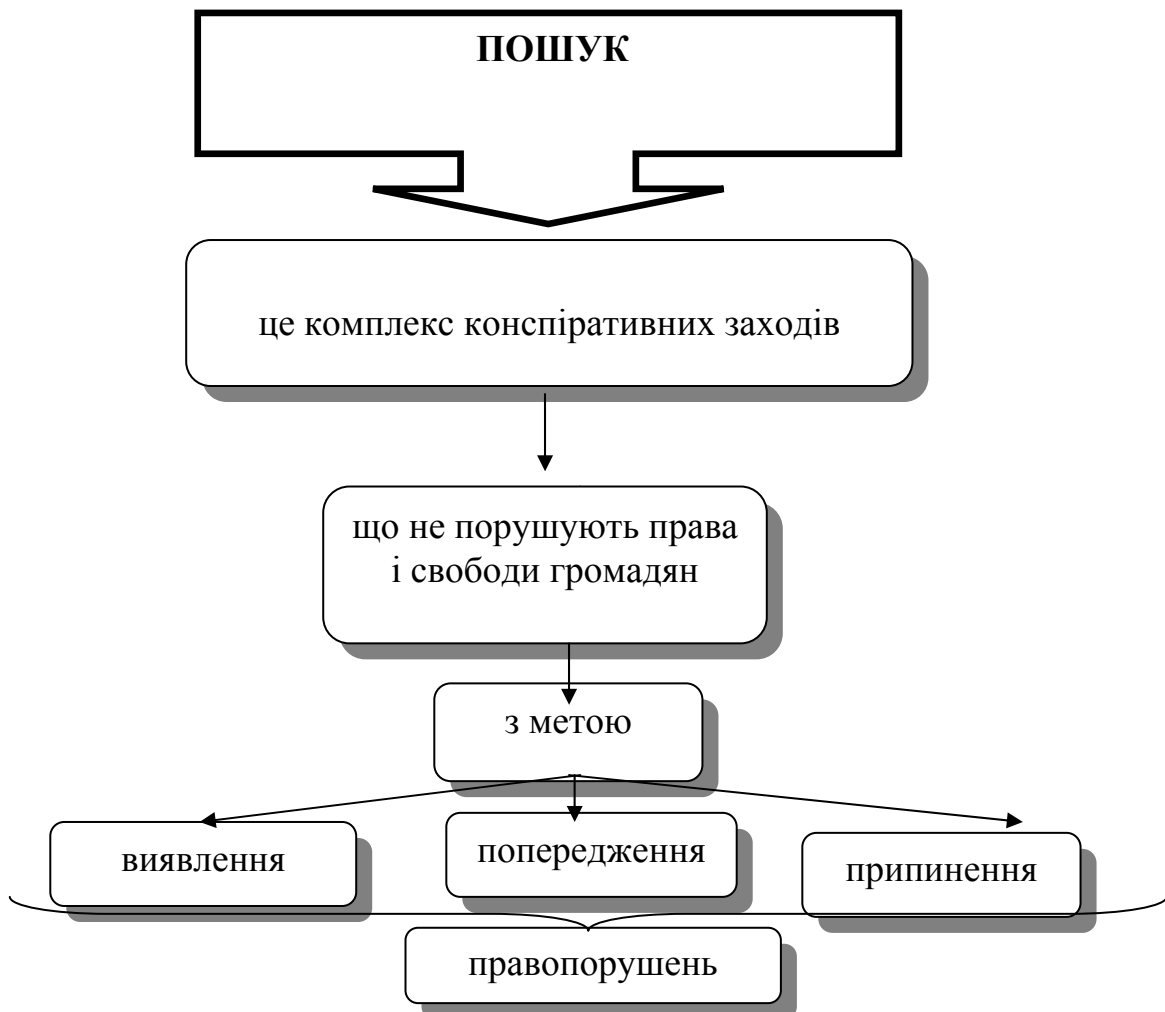 ПОШУК
це комплекс конспіративних заходів
що не порушують права
і свободи громадян
з метою
виявлення
попередження
припинення
правопорушень